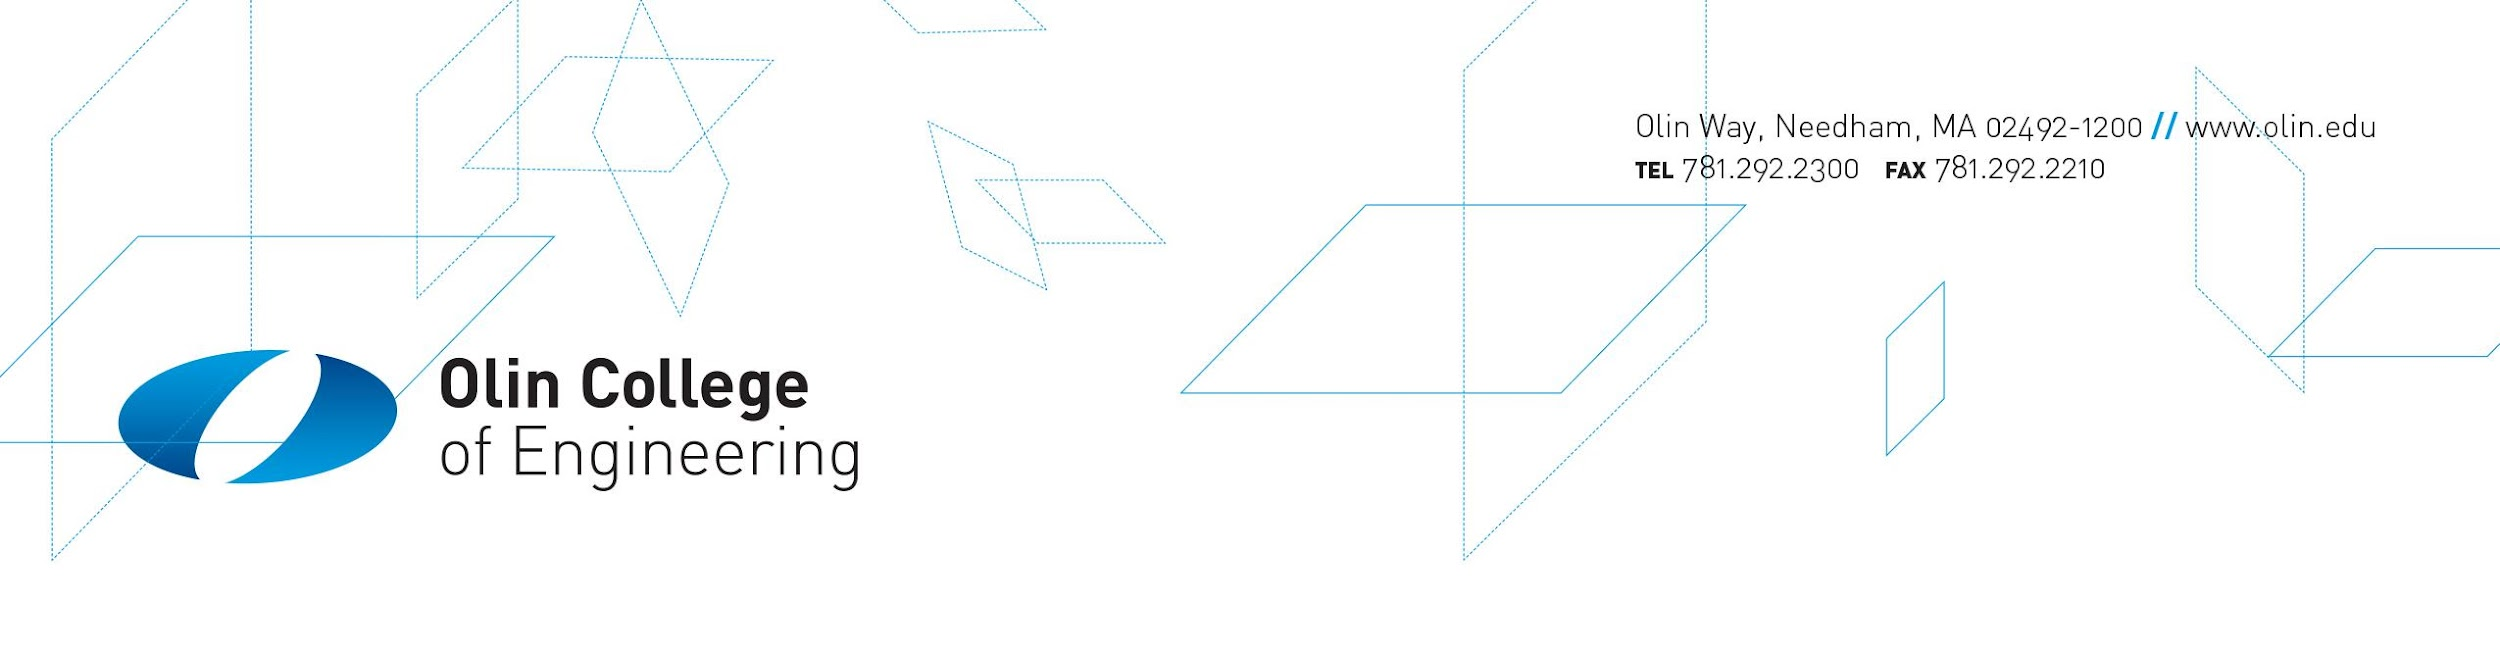 Olin Way, Needham, MA 02492-1200 // www.olin.edu
TEL 781.292.2300 FAX 781.292.2210
Olin College
of Engineering